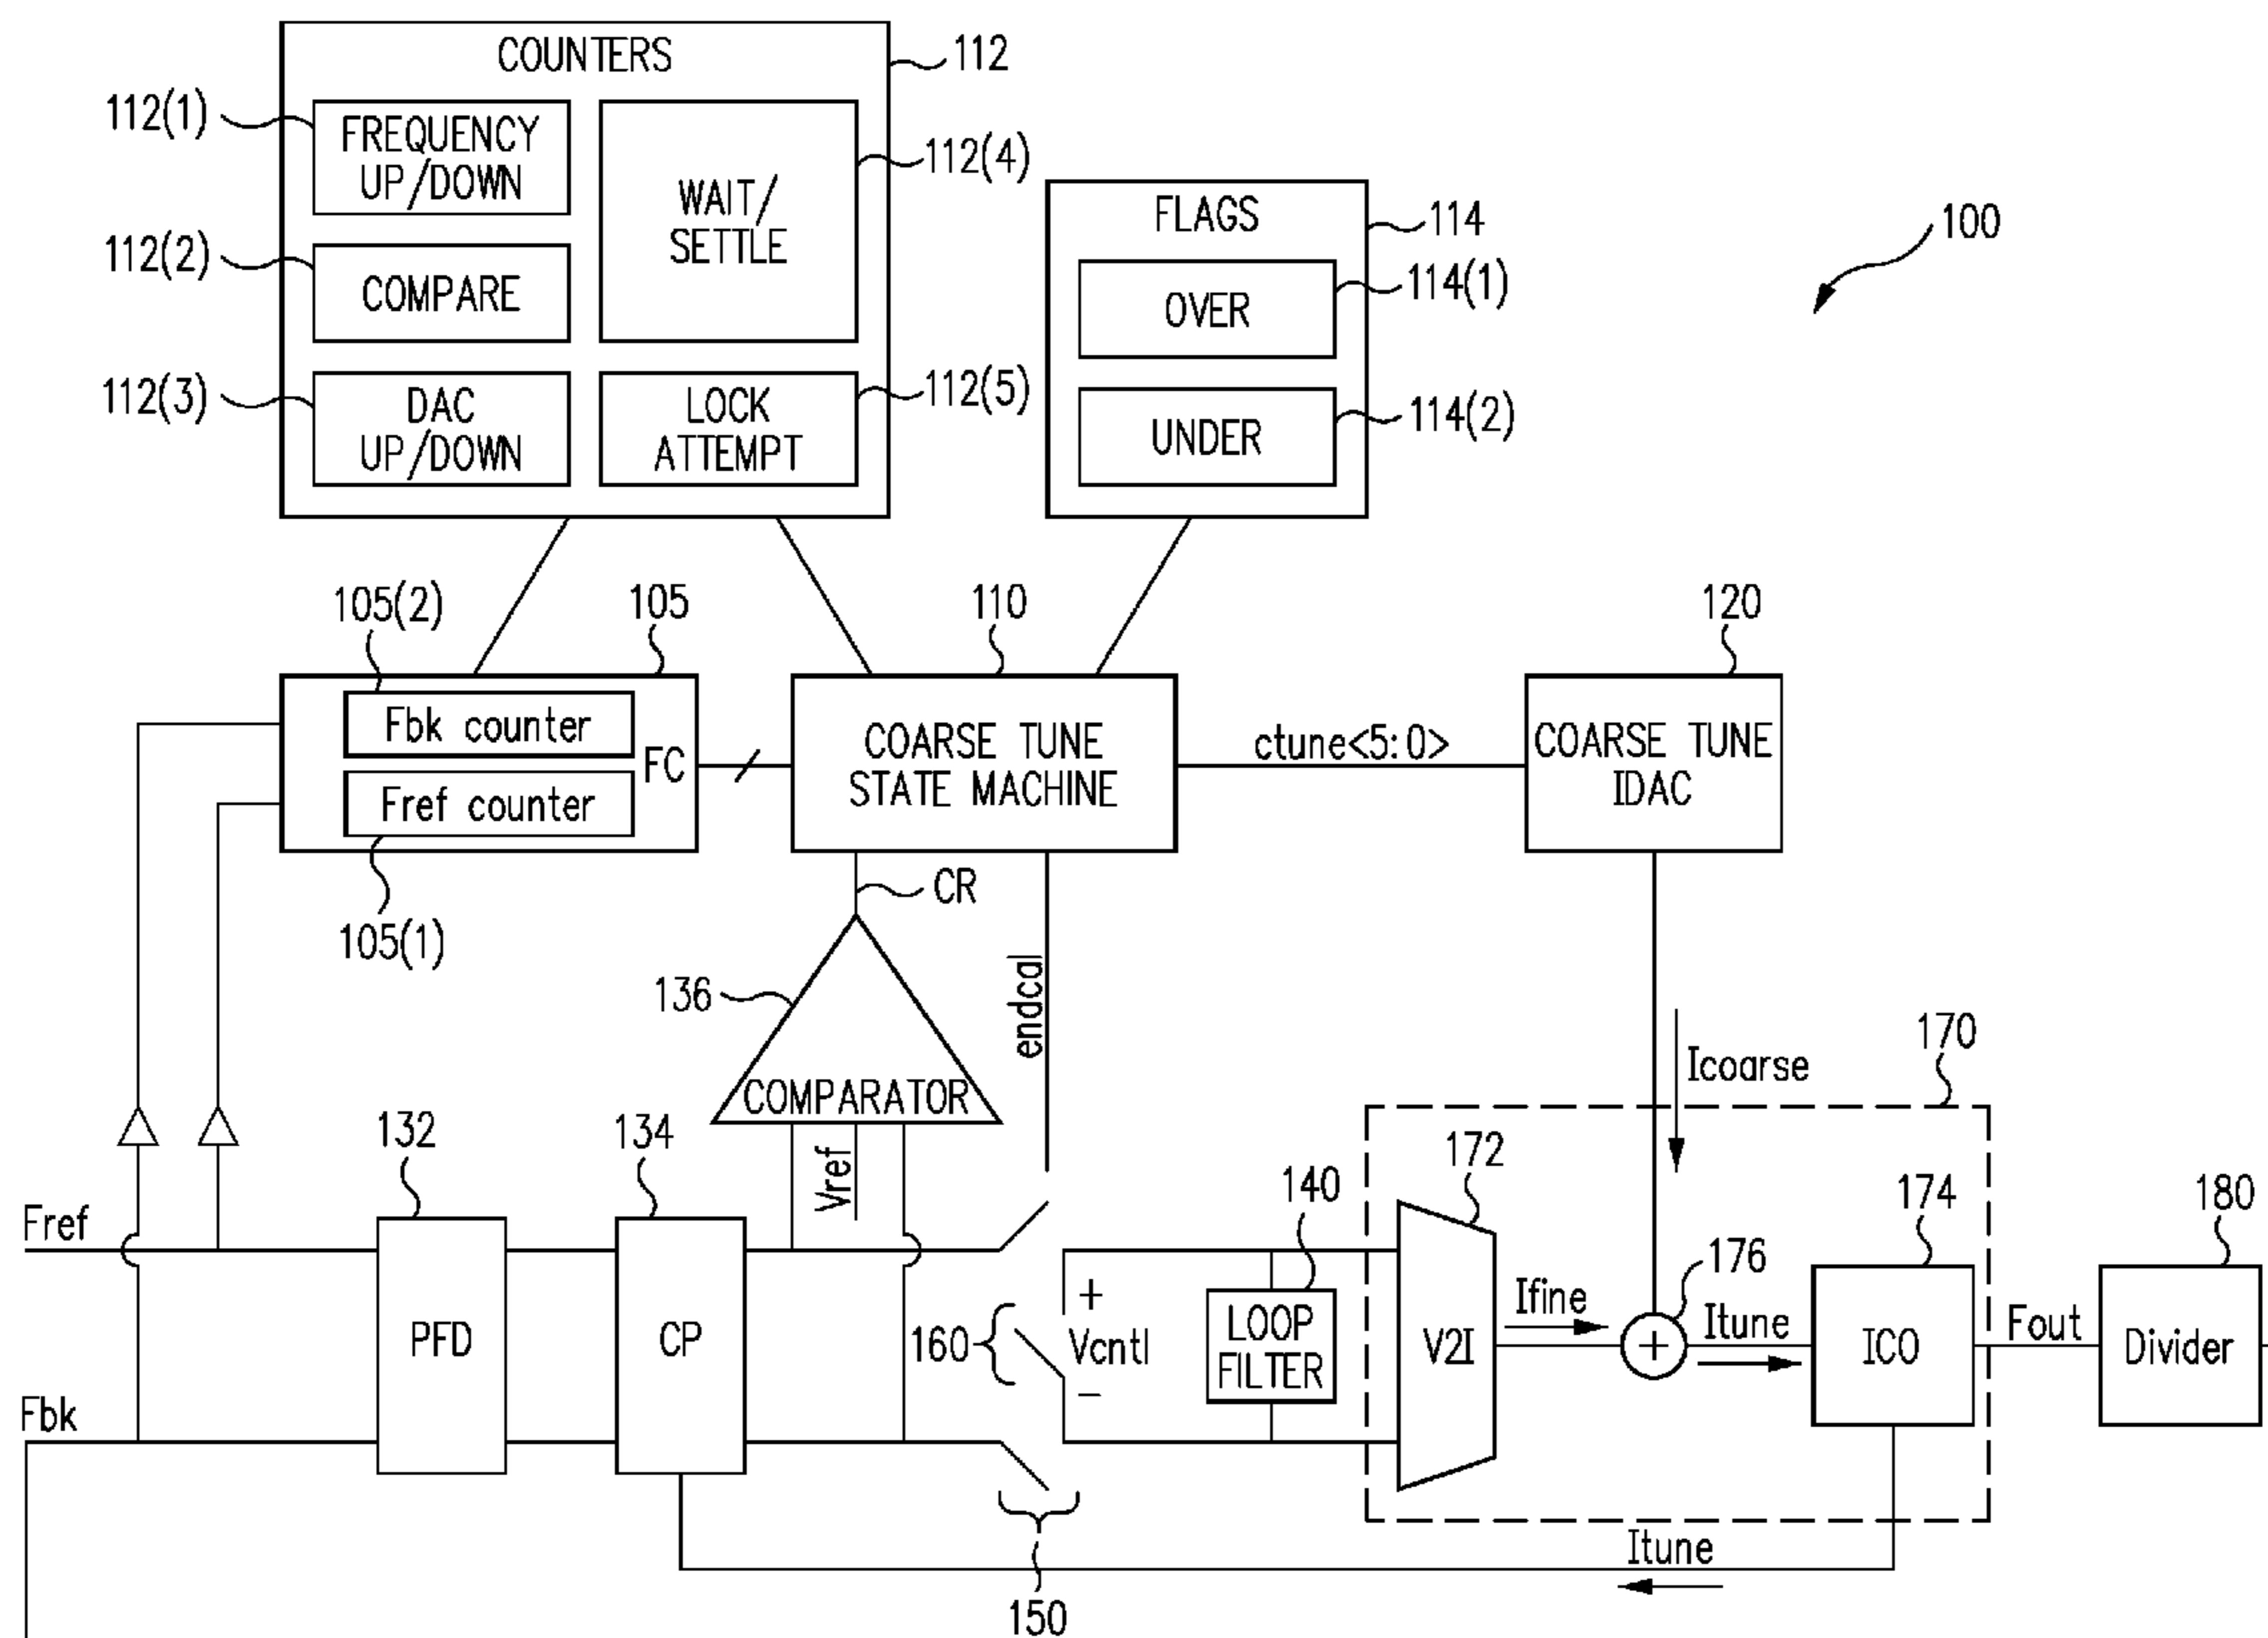 COUNTERS
112
112(1)
FREQUENCY
UP/DOWN
WAIT/
SETTLE
112(4)
112(2)
COMPARE
112(3)
DAC
UP/DOWN
LOCK
ATTEMPT
112(5)
FLAGS
114
OVER
114(1)
UNDER
114(2)
100
105(2)
105
110
120
Fbk counter
Fref counter
FC
105(1)
COARSE TUNE
STATE MACHINE
ctune<5:0>
COARSE TUNE
IDAC
CR
136
COMPARATOR
endcal
Icoarse
170
132
134
Vref
140
172
174
180
Fref
PFD
CP
160
+
Vcntl
−
LOOP
FILTER
V2I
Ifine
176
+
Itune
ICO
Fout
Divider
Fbk
150
Itune